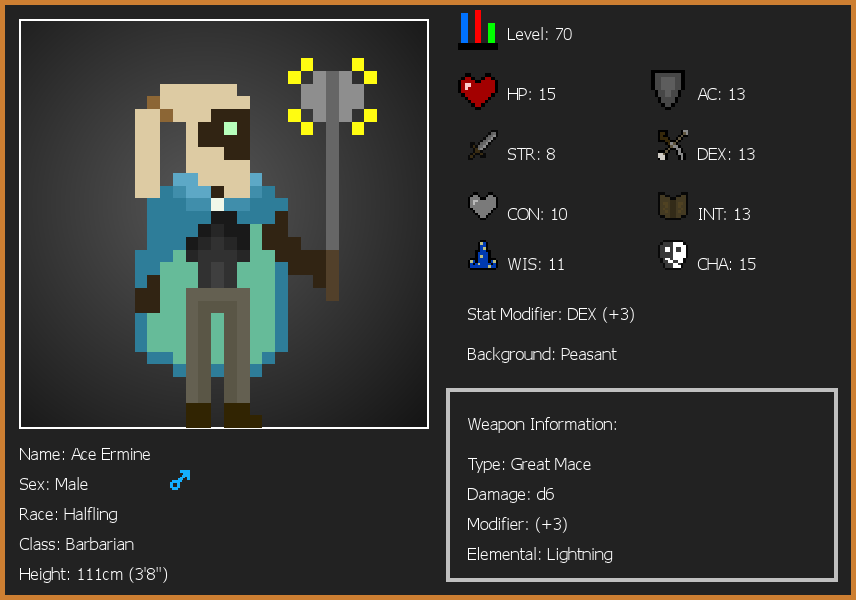 Level: 70
HP: 15
AC: 13
STR: 8
DEX: 13
CON: 10
INT: 13
WIS: 11
CHA: 15
Stat Modifier: DEX (+3)
Background: Peasant
Weapon Information:
Type: Great Mace
Damage: d6
Modifier: (+3)
Elemental: Lightning
Name: Ace Ermine
Sex: Male
Race: Halfling
Class: Barbarian
Height: 111cm (3'8")